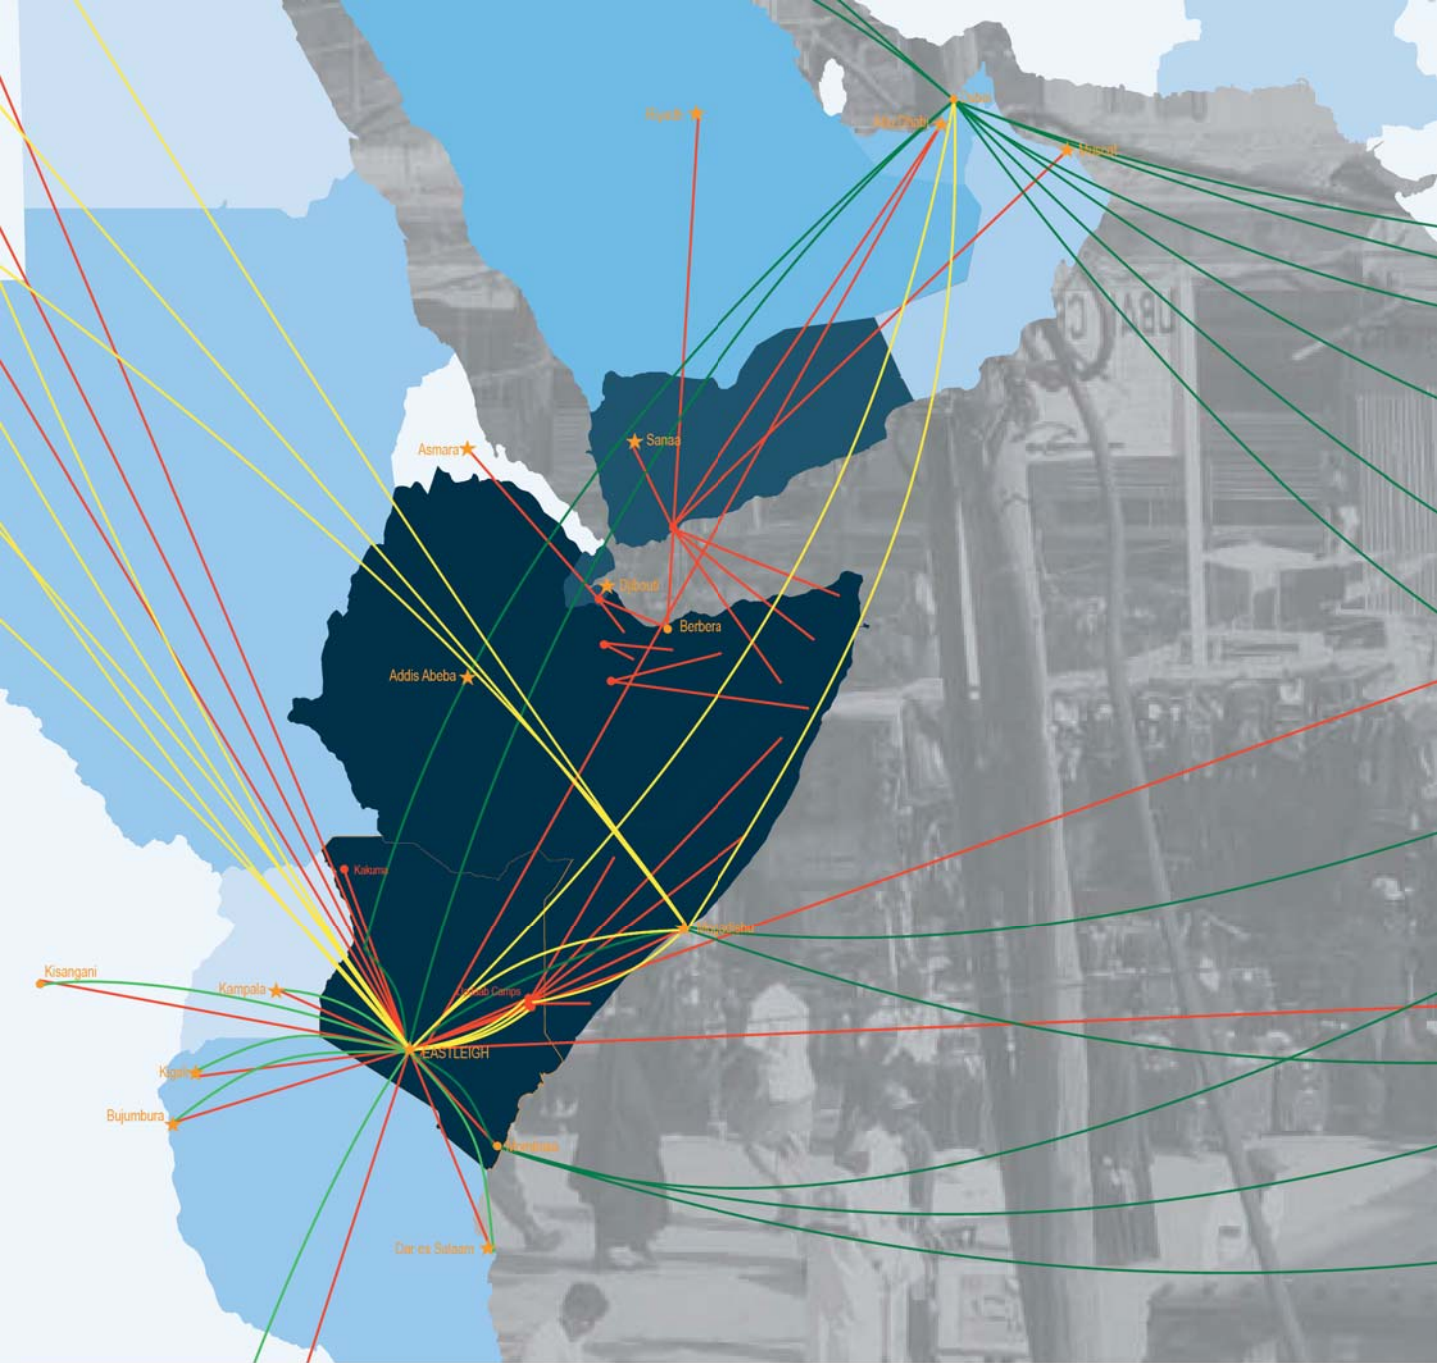 Riyadh
Dubai
Abu Dhabi
Muscat
Sanaa
Asmara
Djibouti
Berbera
Addis Abeba
Kakuma
Mogadishu
Kisangani
Kampala
Dadaab Camps
EASTLEIGH
Kigali
Bujumbura
Mombasa
Dar es Salaam